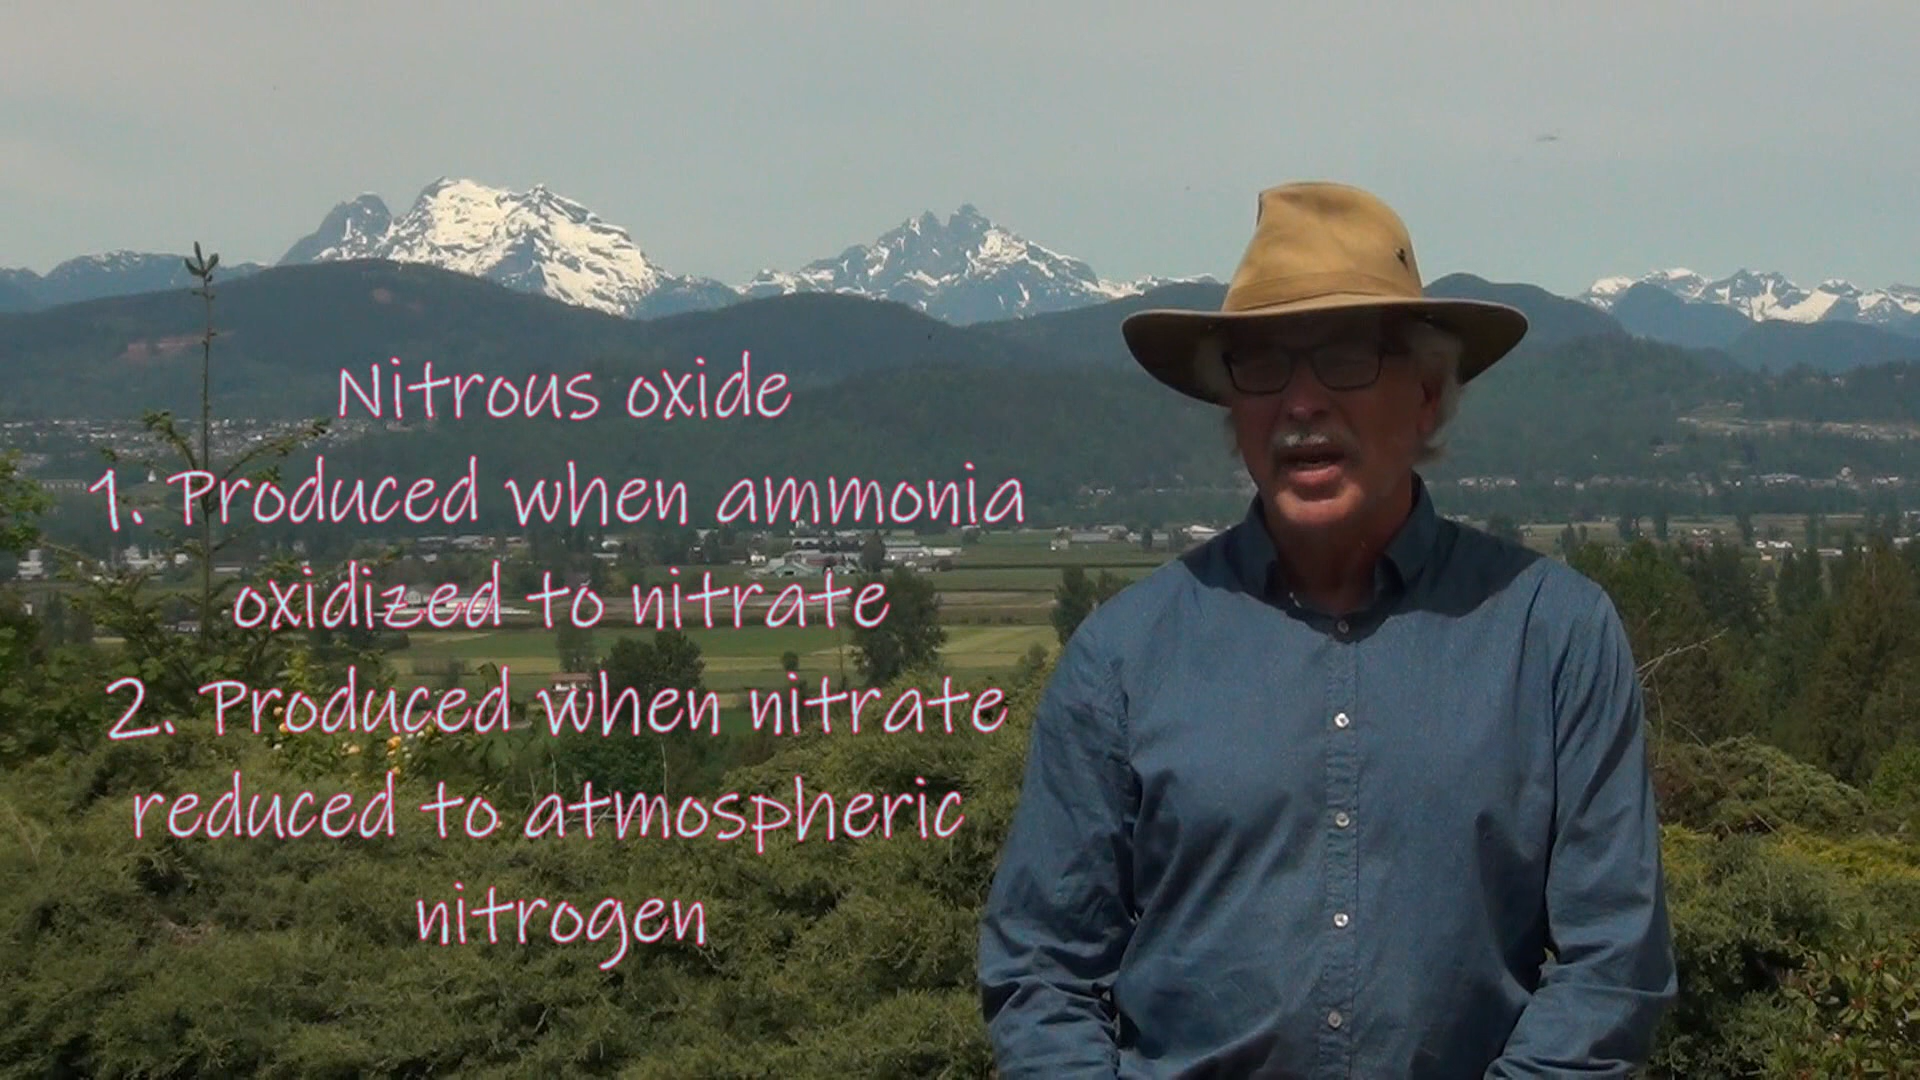 Nitrous oxide
1. Produced when ammonia
oxidized to nitrate
2. Produced when nitrate
reduced to atmospheric
nitrogen